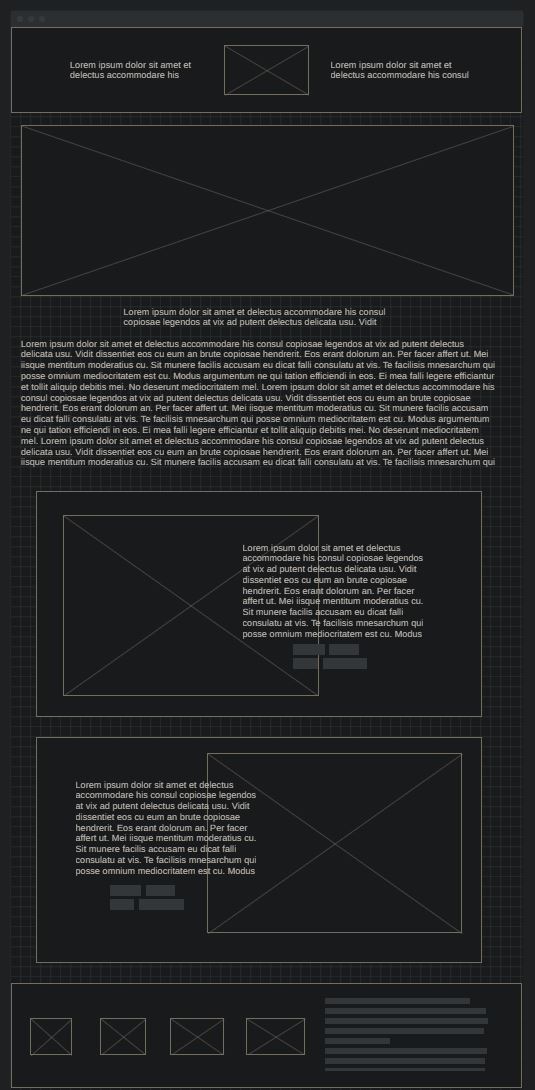 Lorem ipsum dolor sit amet et
delectus accommodare his
Lorem ipsum dolor sit amet et
delectus accommodare his consul
Lorem ipsum dolor sit amet et delectus accommodare his consul
copiosae legendos at vix ad putent delectus delicata usu. Vidit
Lorem ipsum dolor sit amet et delectus accommodare his consul copiosae legendos at vix ad putent delectus
delicata usu. Vidit dissentiet eos cu eum an brute copiosae hendrerit. Eos erant dolorum an. Per facer affert ut. Mei
iisque mentitum moderatius cu. Sit munere facilis accusam eu dicat falli consulatu at vis. Te facilisis mnesarchum qui
posse omnium mediocritatem est cu. Modus argumentum ne qui tation efficiendi in eos. Ei mea falli legere efficiantur
et tollit aliquip debitis mei. No deserunt mediocritatem mel. Lorem ipsum dolor sit amet et delectus accommodare his
consul copiosae legendos at vix ad putent delectus delicata usu. Vidit dissentiet eos cu eum an brute copiosae
hendrerit. Eos erant dolorum an. Per facer affert ut. Mei iisque mentitum moderatius cu. Sit munere facilis accusam
eu dicat falli consulatu at vis. Te facilisis mnesarchum qui posse omnium mediocritatem est cu. Modus argumentum
ne qui tation efficiendi in eos. Ei mea falli legere efficiantur et tollit aliquip debitis mei. No deserunt mediocritatem
mel. Lorem ipsum dolor sit amet et delectus accommodare his consul copiosae legendos at vix ad putent delectus
delicata usu. Vidit dissentiet eos cu eum an brute copiosae hendrerit. Eos erant dolorum an. Per facer affert ut. Mei
iisque mentitum moderatius cu. Sit munere facilis accusam eu dicat falli consulatu at vis. Te facilisis mnesarchum qui
Lorem ipsum dolor sit amet et delectus
accommodare his consul copiosae legendos
at vix ad putent delectus delicata usu. Vidit
dissentiet eos cu eum an brute copiosae
hendrerit. Eos erant dolorum an. Per facer
affert ut. Mei iisque mentitum moderatius cu.
Sit munere facilis accusam eu dicat falli
consulatu at vis. Te facilisis mnesarchum qui
posse omnium mediocritatem est cu. Modus
Lorem ipsum dolor sit amet et delectus
accommodare his consul copiosae legendos
at vix ad putent delectus delicata usu. Vidit
dissentiet eos cu eum an brute copiosae
hendrerit. Eos erant dolorum an. Per facer
affert ut. Mei iisque mentitum moderatius cu.
Sit munere facilis accusam eu dicat falli
consulatu at vis. Te facilisis mnesarchum qui
posse omnium mediocritatem est cu. Modus